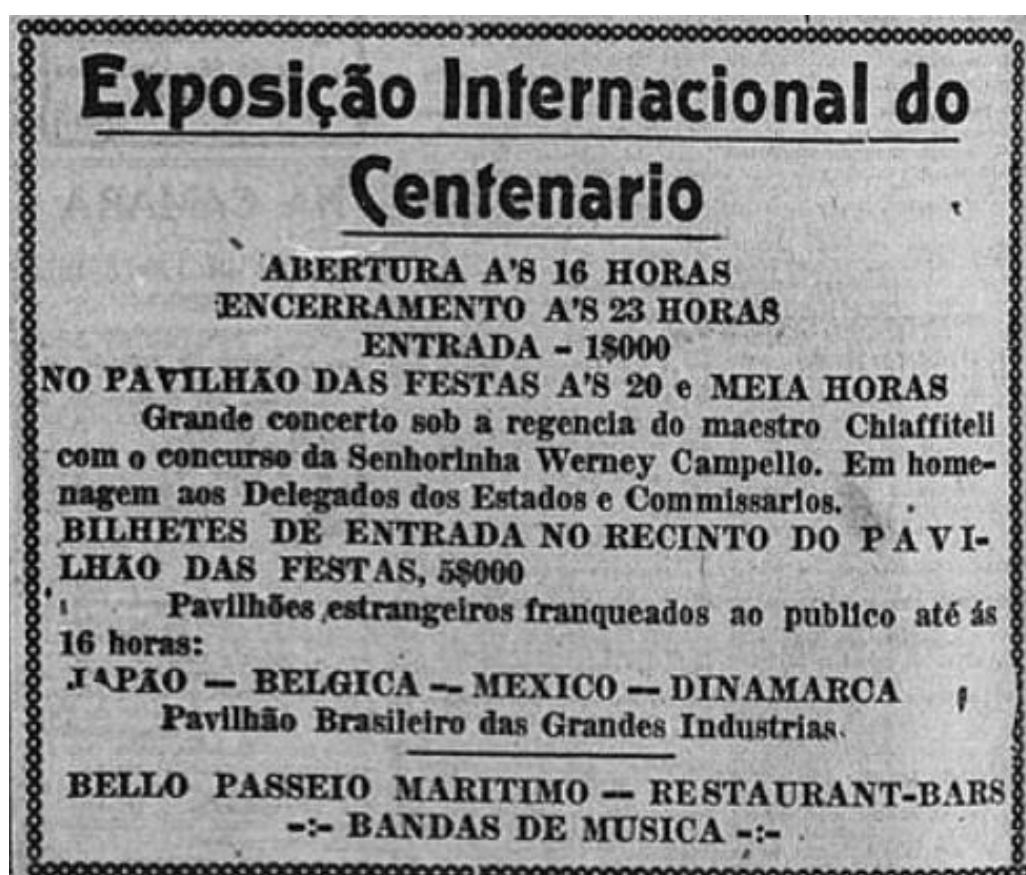 Exposição Internacional do
Centenario
ABERTURA A'S 16 HORAS
ENCERRAMENTO A'S 23 HORAS
ENTRADA - 1$000
NO PAVILHÃO DAS FESTAS A'S 20 e MEIA HORAS
Grande concerto sob a regencia do maestro Chiaffiteli
com o concurso da Senhorinha Werney Campello. Em home-
nagem aos Delegados dos Estados e Commissarios.
BILHETES DE ENTRADA NO RECINTO DO PAVI-
LHÃO DAS FESTAS, 5$000
Pavilhões estrangeiros franqueados ao publico até ás
16 horas:
JAPÃO — BELGICA — MEXICO — DINAMARCA
Pavilhão Brasileiro das Grandes Industrias.
BELLO PASSEIO MARITIMO — RESTAURANT-BARS
-:- BANDAS DE MUSICA -:-